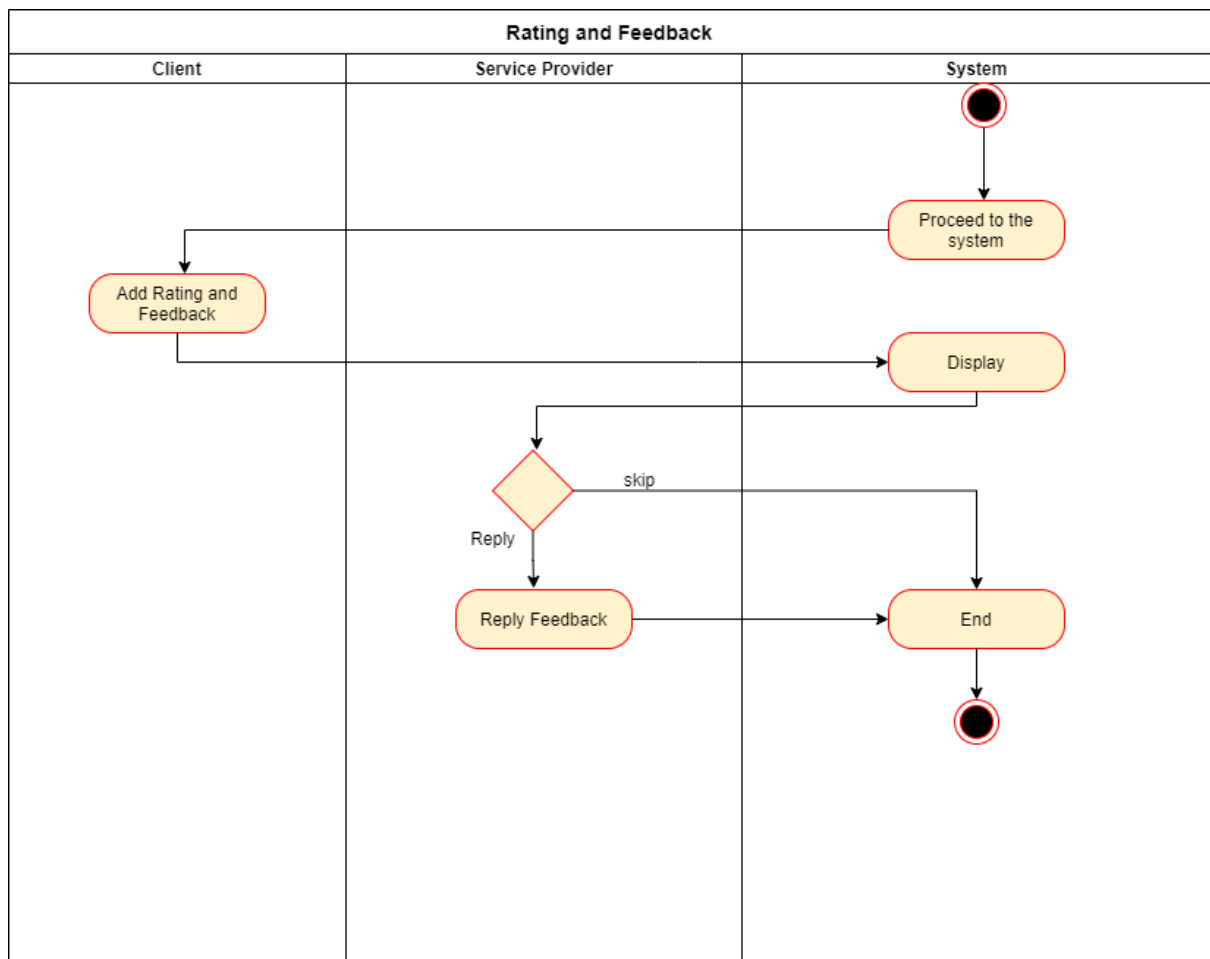 Rating and Feedback
Client
Service Provider
System
Proceed to the
system
Add Rating and
Feedback
Display
skip
Reply
Reply Feedback
End